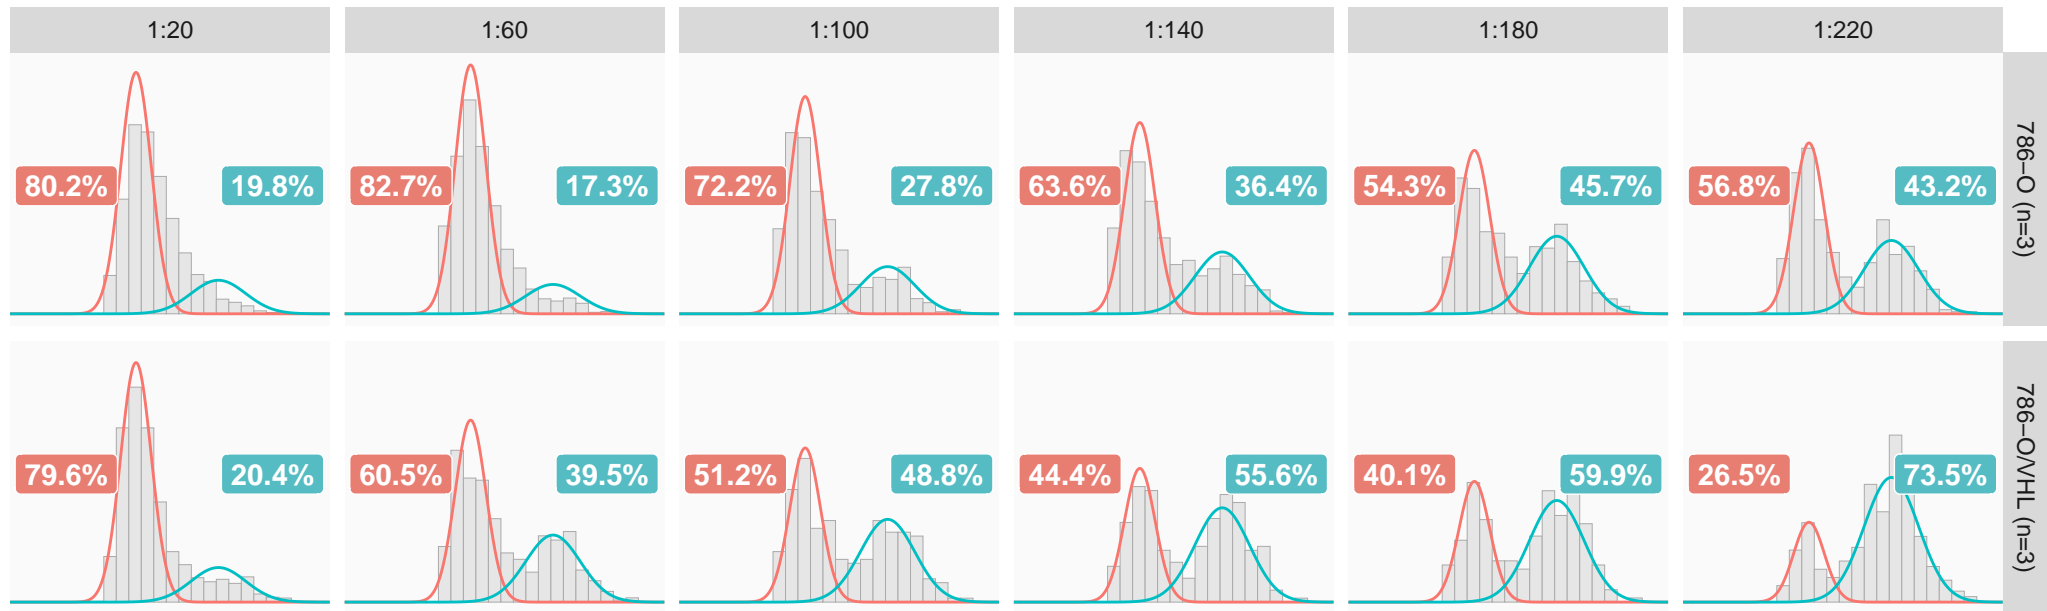 1:20 1:60 1:100 1:140 1:180 1:220
80.2% 19.8% 82.7% 17.3% 72.2% 27.8% 63.6% 36.4% 54.3% 45.7% 56.8% 43.2%
786–O (n=3)
79.6% 20.4% 60.5% 39.5% 51.2% 48.8% 44.4% 55.6% 40.1% 59.9% 26.5% 73.5%
786–O/VHL (n=3)